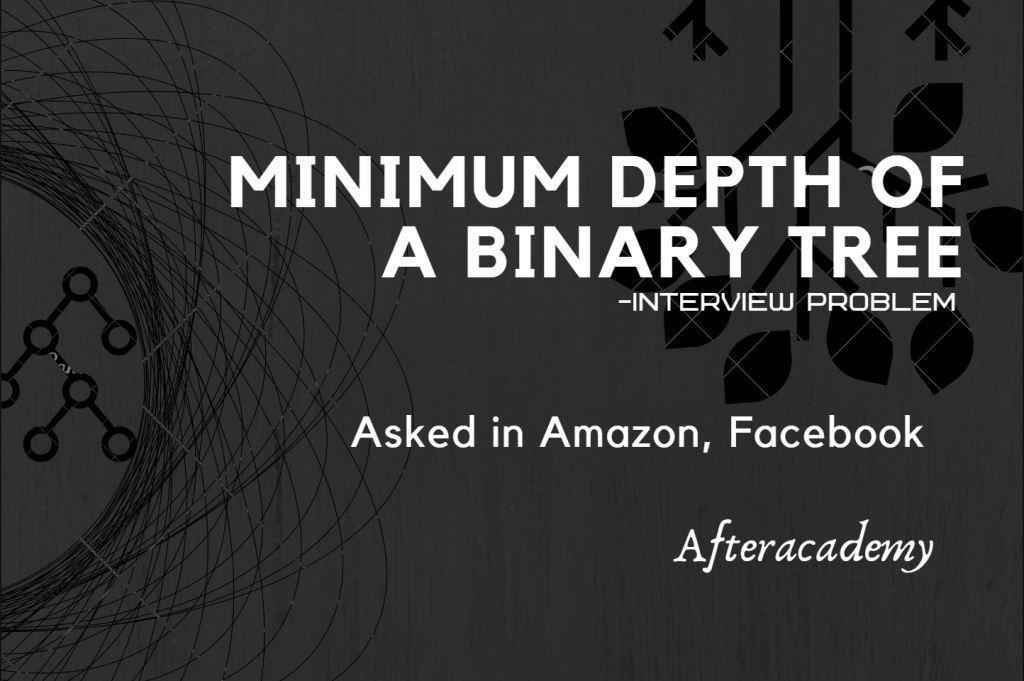 MINIMUM DEPTH OF
A BINARY TREE
-INTERVIEW PROBLEM
Asked in Amazon, Facebook
Afteracademy